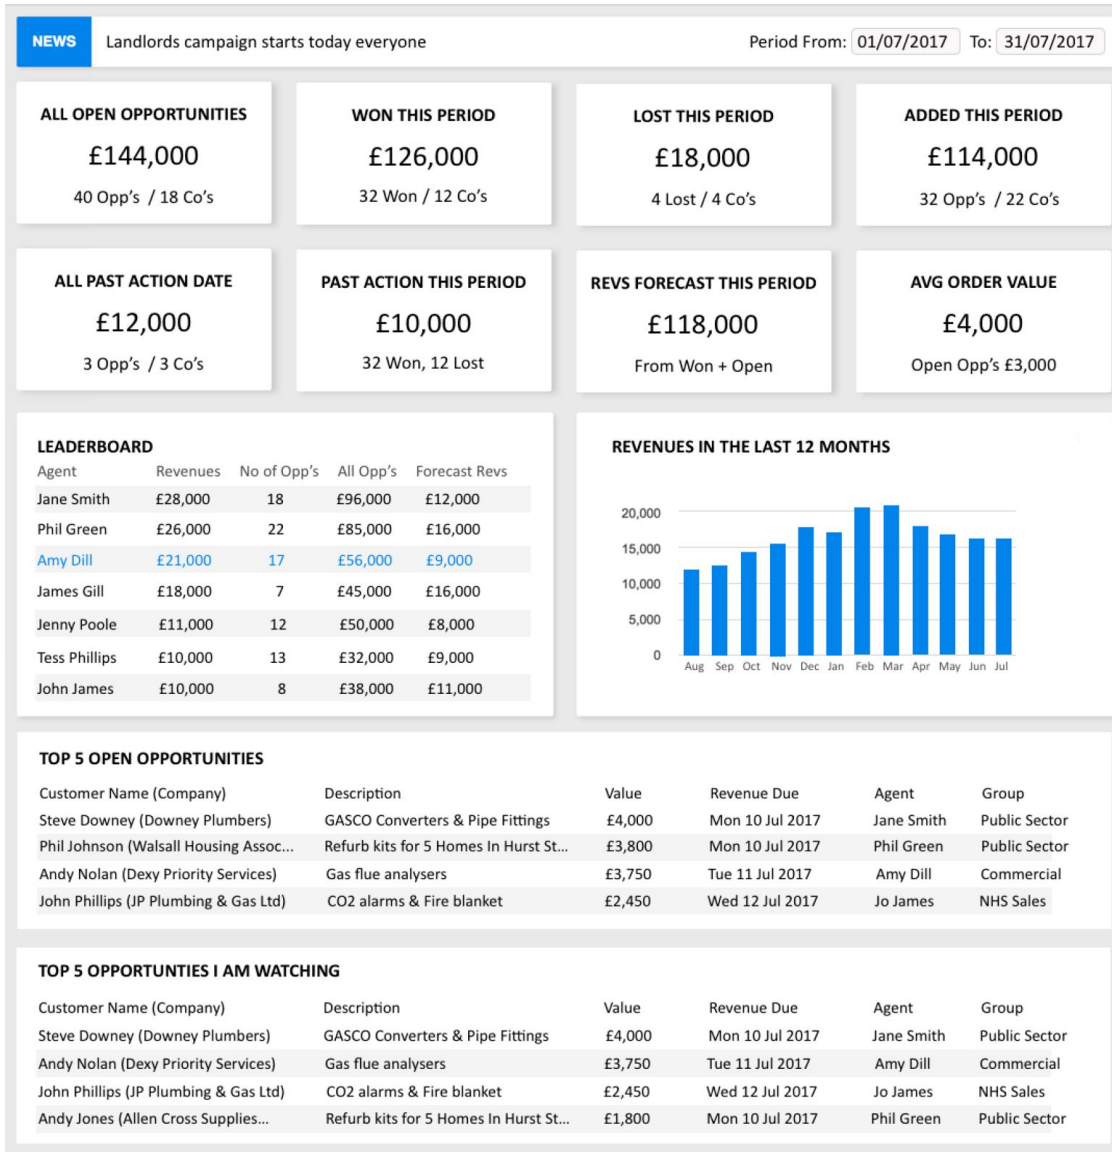 NEWS Landlords campaign starts today everyone Period From: 01/07/2017 To: 31/07/2017
ALL OPEN OPPORTUNITIES
£144,000
40 Opp's / 18 Co's
WON THIS PERIOD
£126,000
32 Won / 12 Co's
LOST THIS PERIOD
£18,000
4 Lost / 4 Co's
ADDED THIS PERIOD
£114,000
32 Opp's / 22 Co's
ALL PAST ACTION DATE
£12,000
3 Opp's / 3 Co's
PAST ACTION THIS PERIOD
£10,000
32 Won, 12 Lost
REVS FORECAST THIS PERIOD
£118,000
From Won + Open
AVG ORDER VALUE
£4,000
Open Opp's £3,000
LEADERBOARD
Agent Revenues No of Opp's All Opp's Forecast Revs
Jane Smith £28,000 18 £96,000 £12,000
Phil Green £26,000 22 £85,000 £16,000
Amy Dill £21,000 17 £56,000 £9,000
James Gill £18,000 7 £45,000 £16,000
Jenny Poole £11,000 12 £50,000 £8,000
Tess Phillips £10,000 13 £32,000 £9,000
John James £10,000 8 £38,000 £11,000
REVENUES IN THE LAST 12 MONTHS
20,000
15,000
10,000
5,000
0
Aug Sep Oct Nov Dec Jan Feb Mar Apr May Jun Jul
TOP 5 OPEN OPPORTUNITIES
Customer Name (Company) Description Value Revenue Due Agent Group
Steve Downey (Downey Plumbers) GASCO Converters & Pipe Fittings £4,000 Mon 10 Jul 2017 Jane Smith Public Sector
Phil Johnson (Walsall Housing Assoc... Refurb kits for 5 Homes In Hurst St... £3,800 Mon 10 Jul 2017 Phil Green Public Sector
Andy Nolan (Dexy Priority Services) Gas flue analysers £3,750 Tue 11 Jul 2017 Amy Dill Commercial
John Phillips (JP Plumbing & Gas Ltd) CO2 alarms & Fire blanket £2,450 Wed 12 Jul 2017 Jo James NHS Sales
TOP 5 OPPORTUNTIES I AM WATCHING
Customer Name (Company) Description Value Revenue Due Agent Group
Steve Downey (Downey Plumbers) GASCO Converters & Pipe Fittings £4,000 Mon 10 Jul 2017 Jane Smith Public Sector
Andy Nolan (Dexy Priority Services) Gas flue analysers £3,750 Tue 11 Jul 2017 Amy Dill Commercial
John Phillips (JP Plumbing & Gas Ltd) CO2 alarms & Fire blanket £2,450 Wed 12 Jul 2017 Jo James NHS Sales
Andy Jones (Allen Cross Supplies... Refurb kits for 5 Homes In Hurst St... £1,800 Mon 10 Jul 2017 Phil Green Public Sector